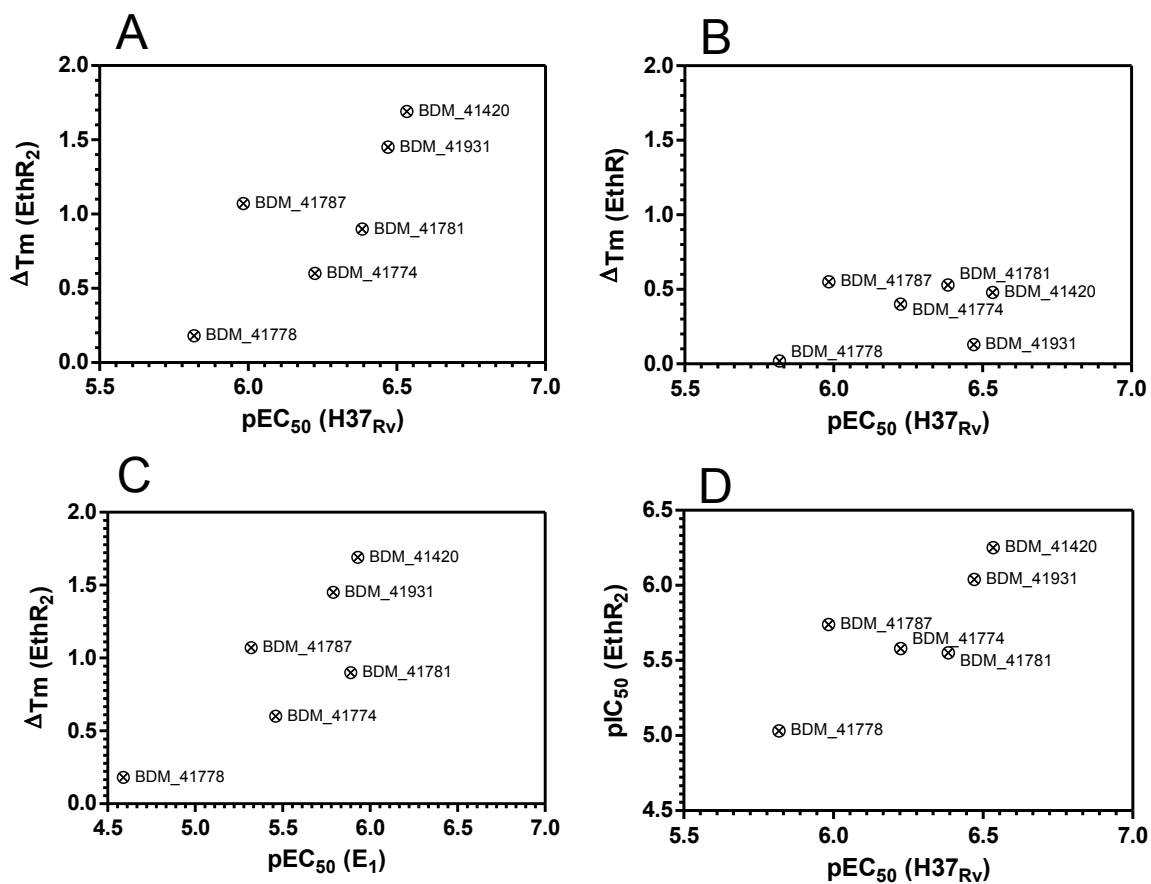 A
2.0
1.5
1.0
0.5
0.0
ΔTm (EthR₂)
BDM_41420
BDM_41931
BDM_41787
BDM_41781
BDM_41774
BDM_41778
5.5 6.0 6.5 7.0
pEC₅₀ (H37Rv)
B
2.0
1.5
1.0
0.5
0.0
ΔTm (EthR)
BDM_41781
BDM_41787
BDM_41420
BDM_41774
BDM_41931
BDM_41778
5.5 6.0 6.5 7.0
pEC₅₀ (H37Rv)
C
2.0
1.5
1.0
0.5
0.0
ΔTm (EthR₂)
BDM_41420
BDM_41931
BDM_41787
BDM_41781
BDM_41774
BDM_41778
4.5 5.0 5.5 6.0 6.5 7.0
pEC₅₀ (E₁)
D
6.5
6.0
5.5
5.0
4.5
pIC₅₀ (EthR₂)
BDM_41420
BDM_41931
BDM_41787
BDM_41774
BDM_41781
BDM_41778
5.5 6.0 6.5 7.0
pEC₅₀ (H37Rv)